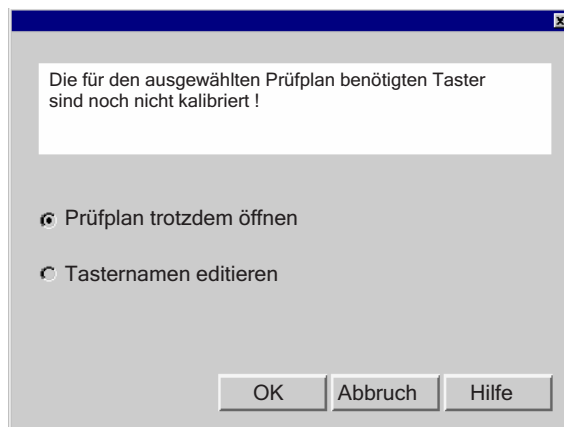 Die für den ausgewählten Prüfplan benötigten Taster
sind noch nicht kalibriert !
Prüfplan trotzdem öffnen
Tasternamen editieren
OK Abbruch Hilfe